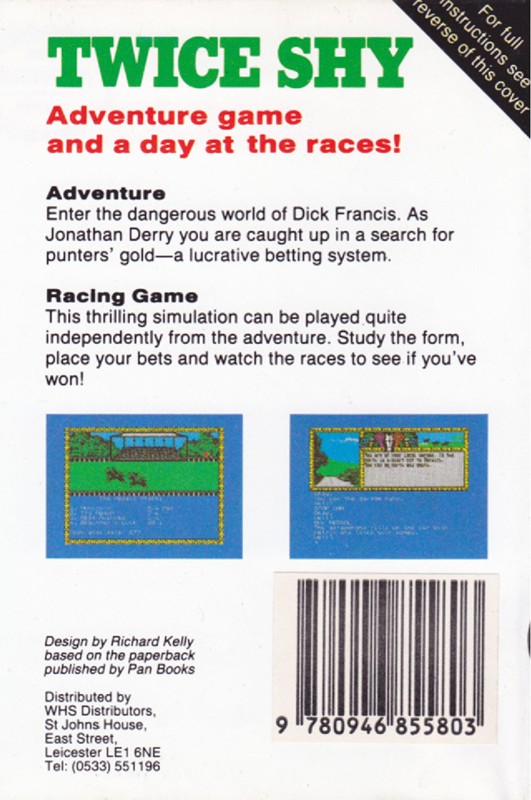 For full
instructions see
reverse of this cover
TWICE SHY
Adventure game
and a day at the races!
Adventure
Enter the dangerous world of Dick Francis. As
Jonathan Derry you are caught up in a search for
punters' gold—a lucrative betting system.
Racing Game
This thrilling simulation can be played quite
independently from the adventure. Study the form,
place your bets and watch the races to see if you've
won!
Design by Richard Kelly
based on the paperback
published by Pan Books
Distributed by
WHS Distributors,
St Johns House,
East Street,
Leicester LE1 6NE
Tel: (0533) 551196
9 780946 855803